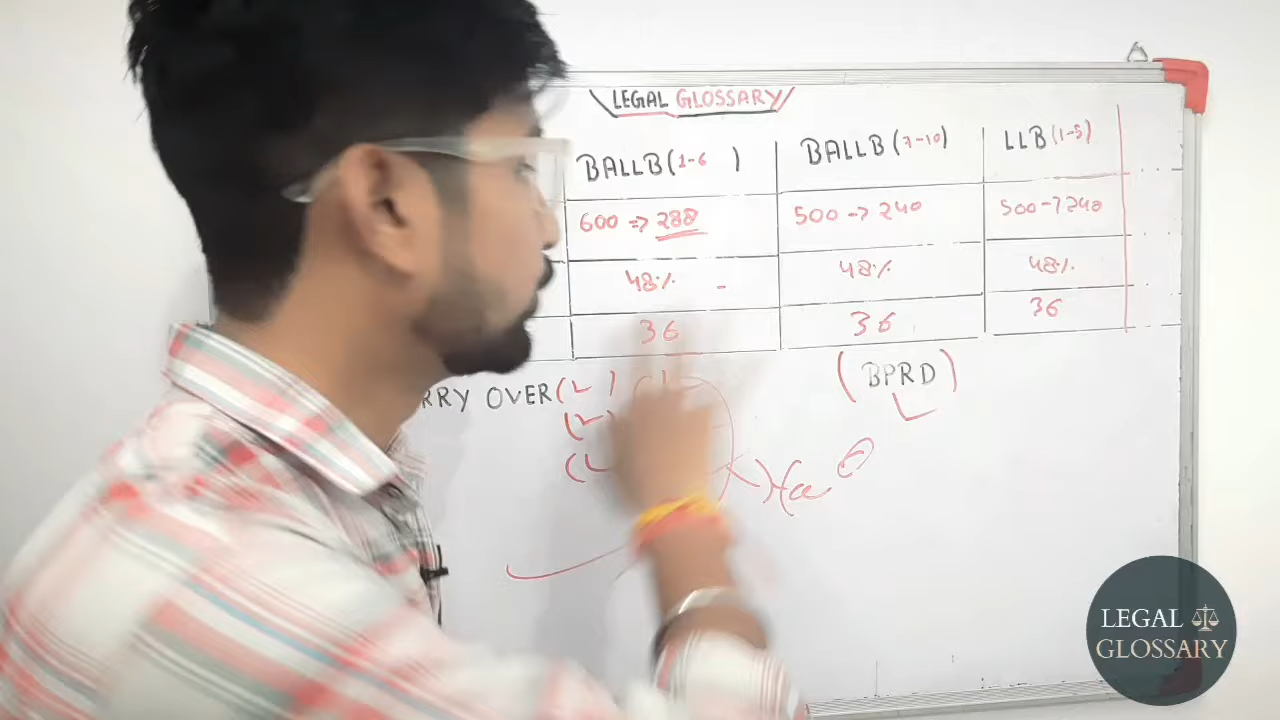 LEGAL GLOSSARY
BALLB (1-6 ) BALLB (7-10) LLB (1-5)
600 => 288 500 -> 240 500 -> 240
48% 48% 48%
36 36 36
RRY OVER (BPRD)
LEGAL
GLOSSARY